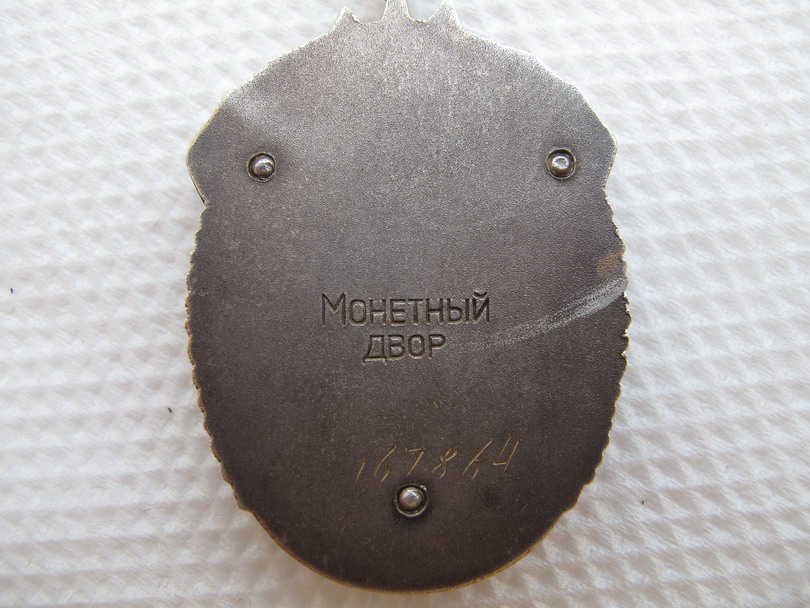 Монетный
двор
167864